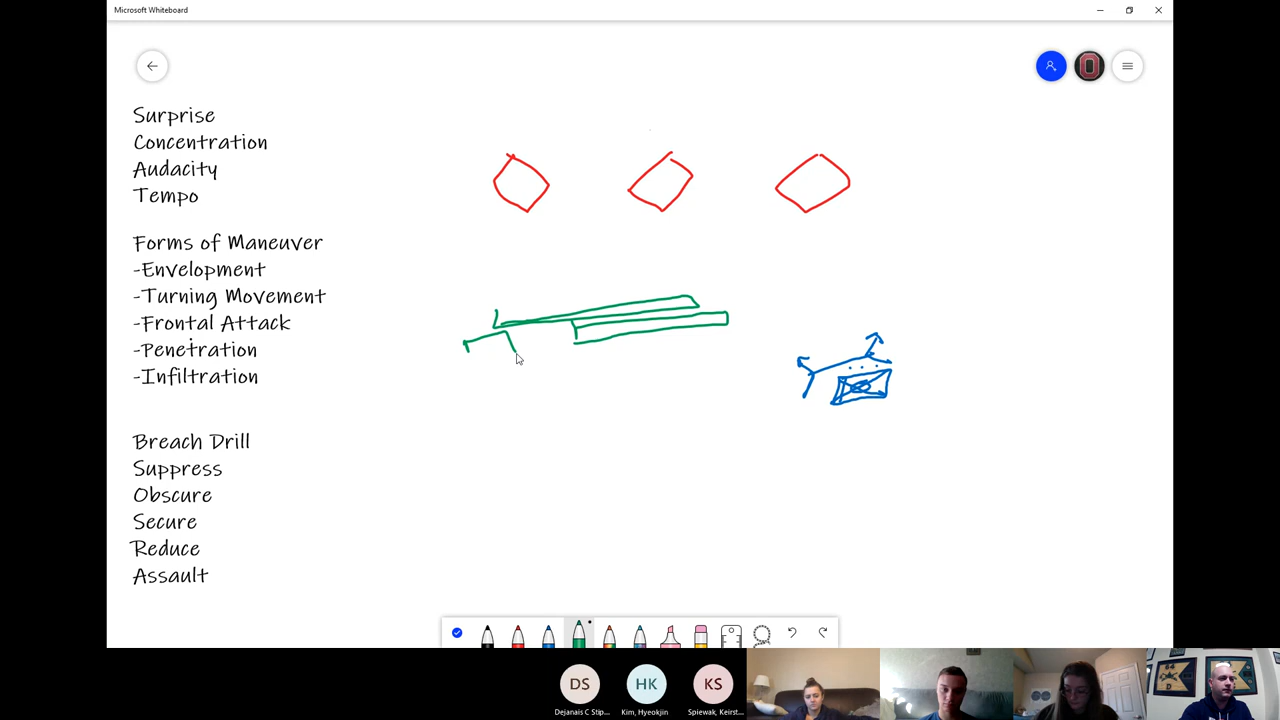 Microsoft Whiteboard
Surprise
Concentration
Audacity
Tempo
Forms of Maneuver
-Envelopment
-Turning Movement
-Frontal Attack
-Penetration
-Infiltration
Breach Drill
Suppress
Obscure
Secure
Reduce
Assault
DS
HK
KS
Dejanais C Stip...
Kim, Hyeokjin
Spiewak, Keirst...